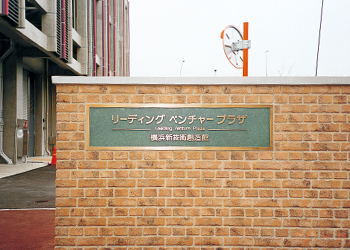 リーディング ベンチャー プラザ
Leading Venture Plaza
横浜新技術創造館